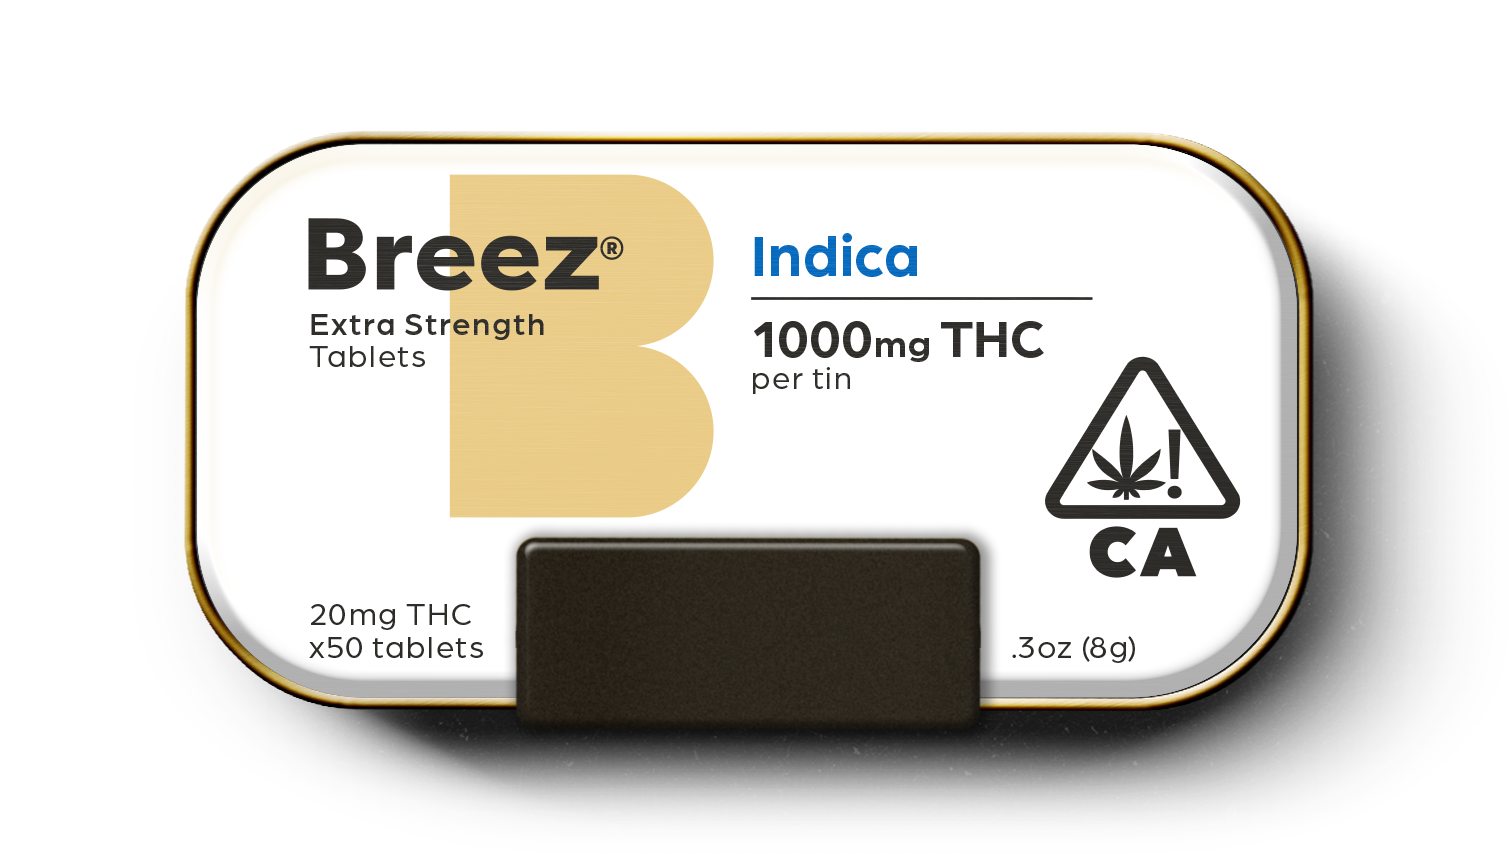 Breez®
Extra Strength
Tablets
Indica
1000mg THC
per tin
CA
20mg THC
x50 tablets
.3oz (8g)